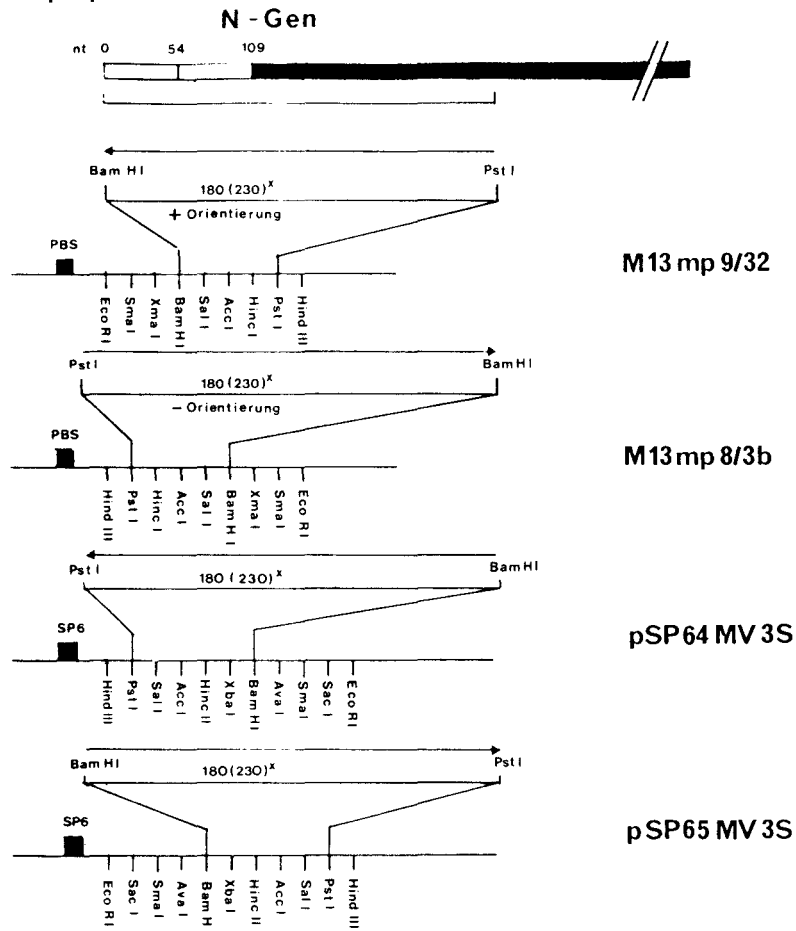 N - Gen
nt 0 54 109
Bam HI Pst I
180 (230)x
+ Orientierung
PBS
M13 mp 9/32
Eco RI Sma I Xma I Bam HI Sal I Acc I Hinc I Pst I Hind III
Pst I Bam HI
180 (230)x
- Orientierung
PBS
M13 mp 8/3b
Hind III Pst I Hinc I Acc I Sal I Bam H I Xma I Sma I Eco RI
Pst I Bam HI
180 (230)x
SP6
pSP64 MV 3S
Hind III Pst I Sal I Acc I Hinc II Xba I Bam HI Ava I Sma I Sac I Eco RI
Bam HI Pst I
180 (230)x
SP6
pSP65 MV 3S
Eco RI Sac I Sma I Ava I Bam H Xba I Hinc II Acc I Sal I Pst I Hind III